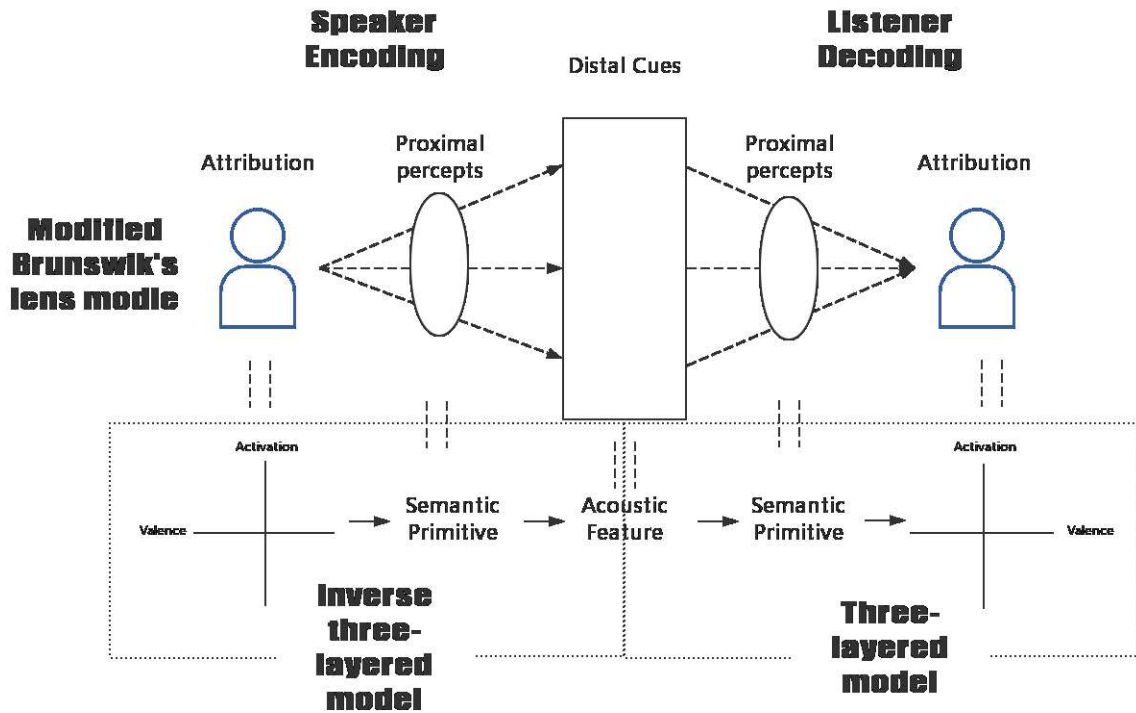 Speaker
Encoding
Distal Cues
Listener
Decoding
Attribution
Proximal
percepts
Proximal
percepts
Attribution
Modified
Brunswik's
lens modle
Activation
Valence
Semantic
Primitive
Acoustic
Feature
Semantic
Primitive
Activation
Valence
Inverse
three-
layered
model
Three-
layered
model